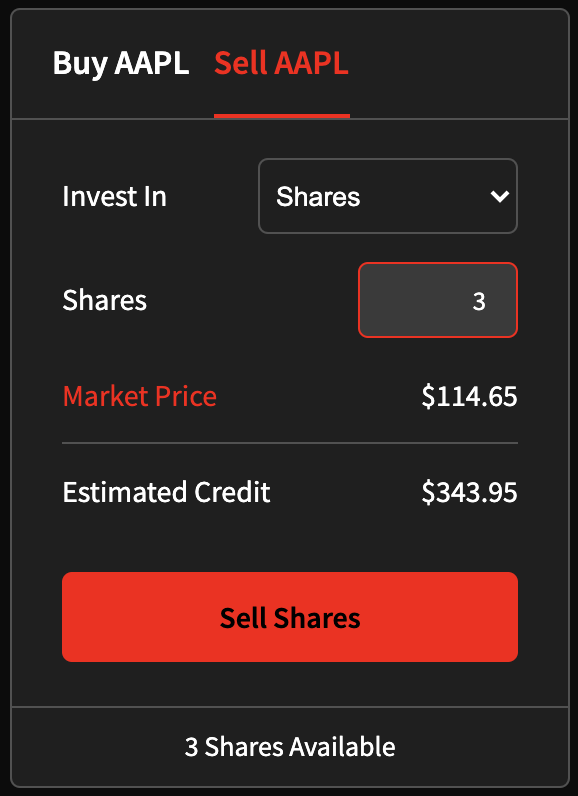 Buy AAPL Sell AAPL
Invest In Shares
Shares 3
Market Price $114.65
Estimated Credit $343.95
Sell Shares
3 Shares Available